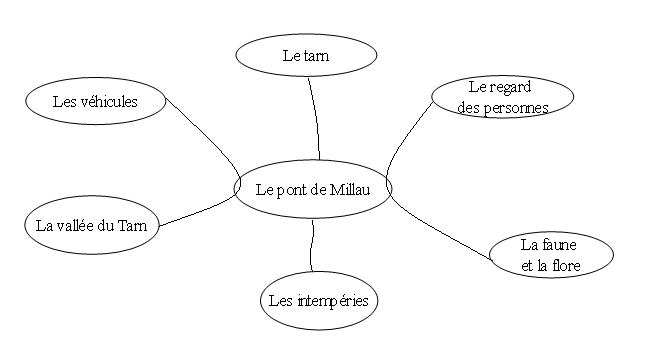 Le tarn
Les véhicules
Le regard
des personnes
Le pont de Millau
La vallée du Tarn
La faune
et la flore
Les intempéries